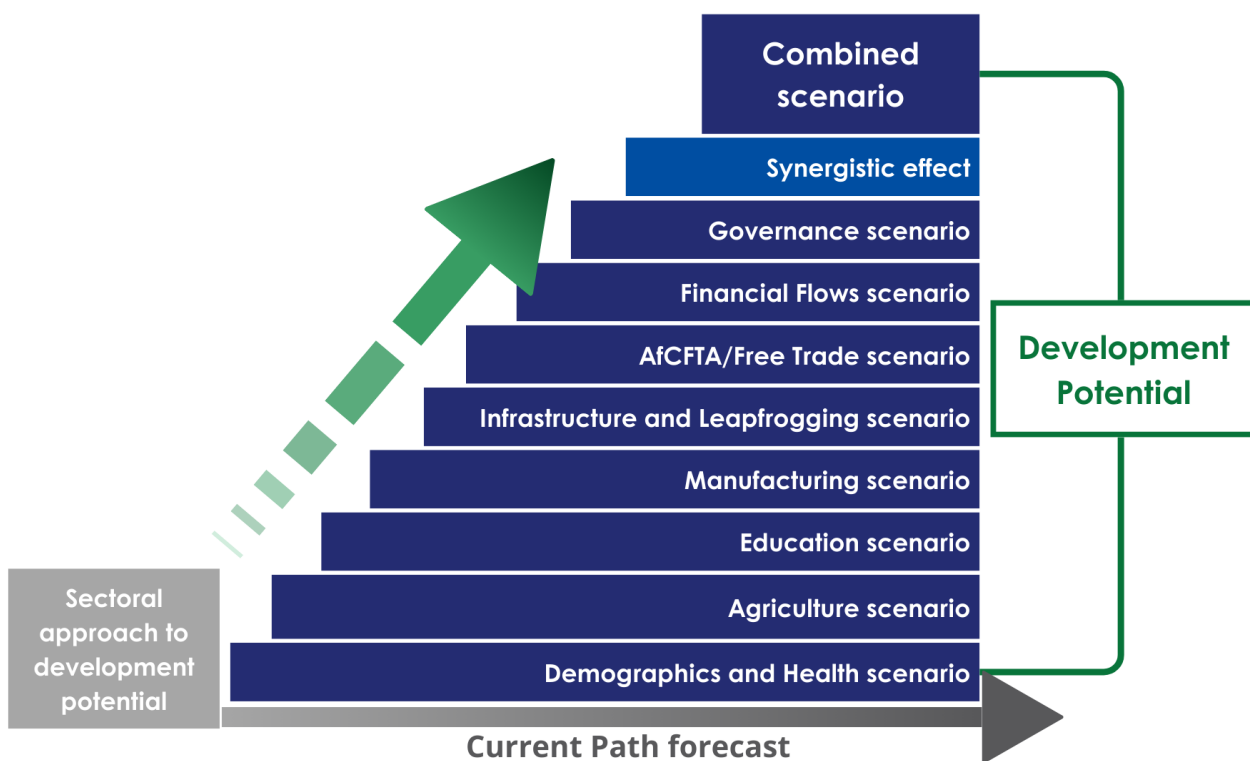 Combined
scenario
Synergistic effect
Governance scenario
Financial Flows scenario
AfCFTA/Free Trade scenario
Infrastructure and Leapfrogging scenario
Manufacturing scenario
Education scenario
Agriculture scenario
Demographics and Health scenario
Development
Potential
Sectoral
approach to
development
potential
Current Path forecast